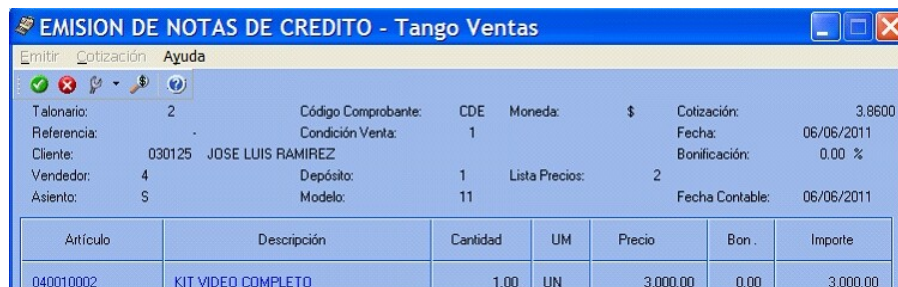 EMISION DE NOTAS DE CREDITO - Tango Ventas
Emitir Cotización Ayuda
Talonario: 2 Código Comprobante: CDE Moneda: $ Cotización: 3.8600
Referencia: - Condición Venta: 1 Fecha: 06/06/2011
Cliente: 030125 JOSE LUIS RAMIREZ Bonificación: 0.00 %
Vendedor: 4 Depósito: 1 Lista Precios: 2
Asiento: S Modelo: 11 Fecha Contable: 06/06/2011
Artículo Descripción Cantidad UM Precio Bon. Importe
040010002 KIT VIDEO COMPLETO 1.00 UN 3,000.00 0.00 3,000.00